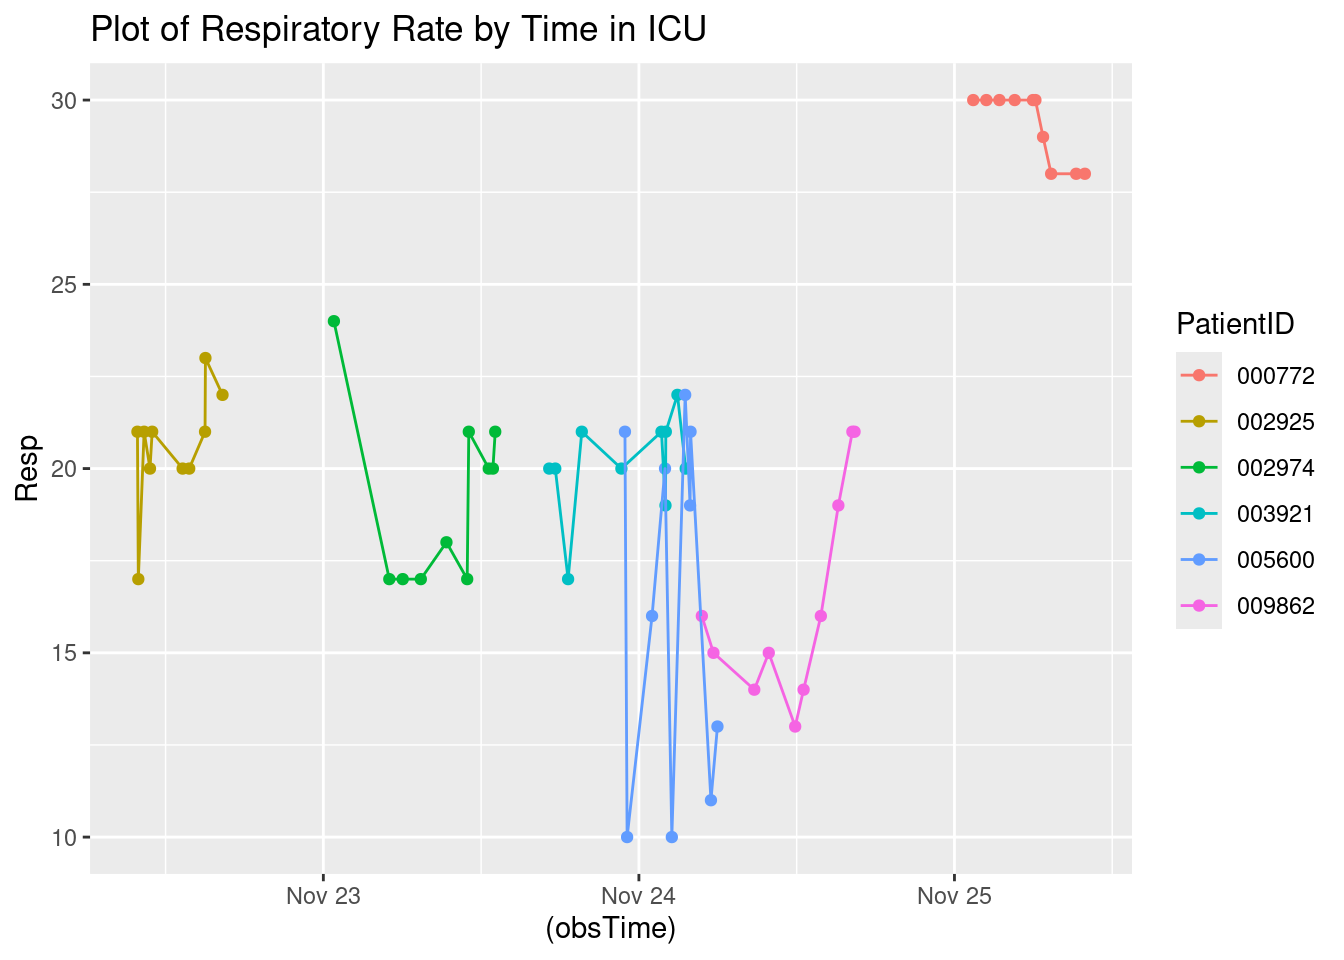 Plot of Respiratory Rate by Time in ICU
Resp
30
25
20
15
10
Nov 23
Nov 24
Nov 25
(obsTime)
PatientID
000772
002925
002974
003921
005600
009862